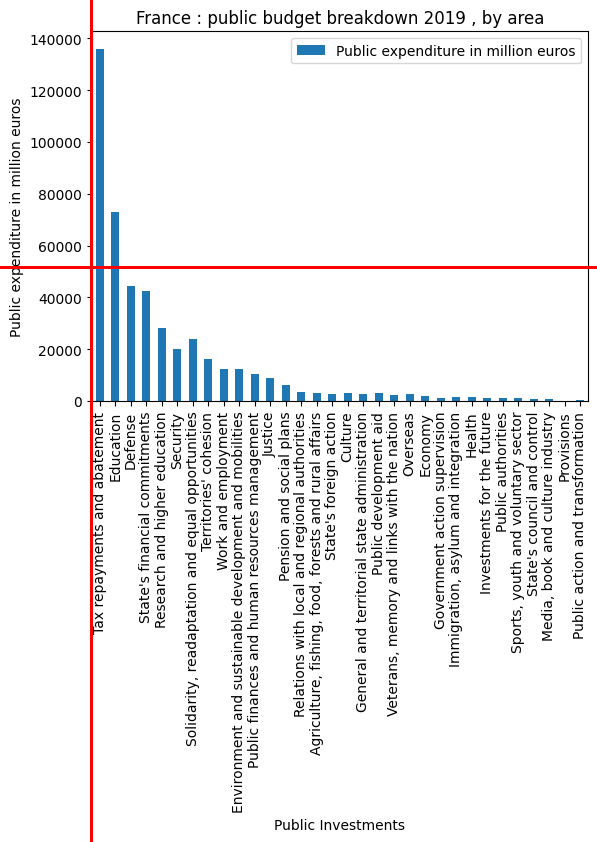 France : public budget breakdown 2019 , by area
Public expenditure in million euros
Public expenditure in million euros
140000
120000
100000
80000
60000
40000
20000
0
Tax repayments and abatement
Education
Defense
State's financial commitments
Research and higher education
Security
Solidarity, readaptation and equal opportunities
Territories' cohesion
Work and employment
Environment and sustainable development and mobilities
Public finances and human resources management
Justice
Pension and social plans
Relations with local and regional authorities
Agriculture, fishing, food, forests and rural affairs
State's foreign action
Culture
General and territorial state administration
Public development aid
Veterans, memory and links with the nation
Overseas
Economy
Government action supervision
Immigration, asylum and integration
Health
Investments for the future
Public authorities
Sports, youth and voluntary sector
State's council and control
Media, book and culture industry
Provisions
Public action and transformation
Public Investments